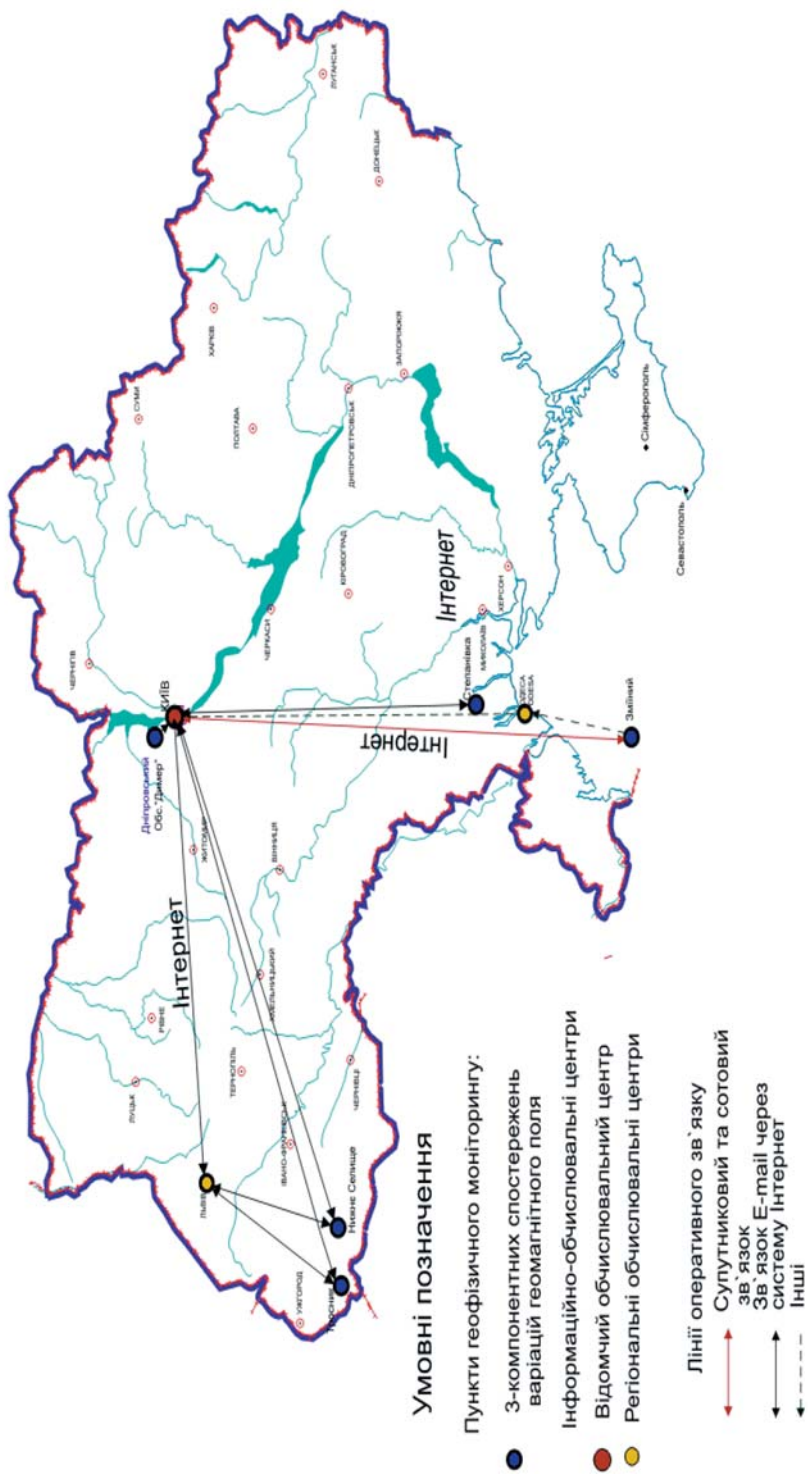 ЧЕРНІГІВ
СУМИ
ЛУЦЬК
РІВНЕ
Дніпровський
Обс."Димер"
КИЇВ
ХАРКІВ
ЛЬВІВ
Інтернет
ЖИТОМИР
ПОЛТАВА
ТЕРНОПІЛЬ
ХМЕЛЬНИЦЬКИЙ
ВІННИЦЯ
ЧЕРКАСИ
ЛУГАНСЬК
УЖГОРОД
ІВАНО-ФРАНКІВСЬК
Нижнє Селище
ЧЕРНІВЦІ
КІРОВОГРАД
ДНІПРОПЕТРОВСЬК
ДОНЕЦЬК
ЗАПОРІЖЖЯ
Інтернет
Інтернет
Степанівка
МИКОЛАЇВ
ХЕРСОН
ОДЕСА
ODESA
Зміїний
Сімферополь
Севастополь
Умовні позначення
Пункти геофізичного моніторингу:
3-компонентних спостережень
варіацій геомагнітного поля
Інформаційно-обчислювальні центри
Відомчий обчислювальний центр
Регіональні обчислювальні центри
Лінії оперативного зв`язку
Супутниковий та сотовий
зв`язок
Зв`язок E-mail через
систему Інтернет
Інші